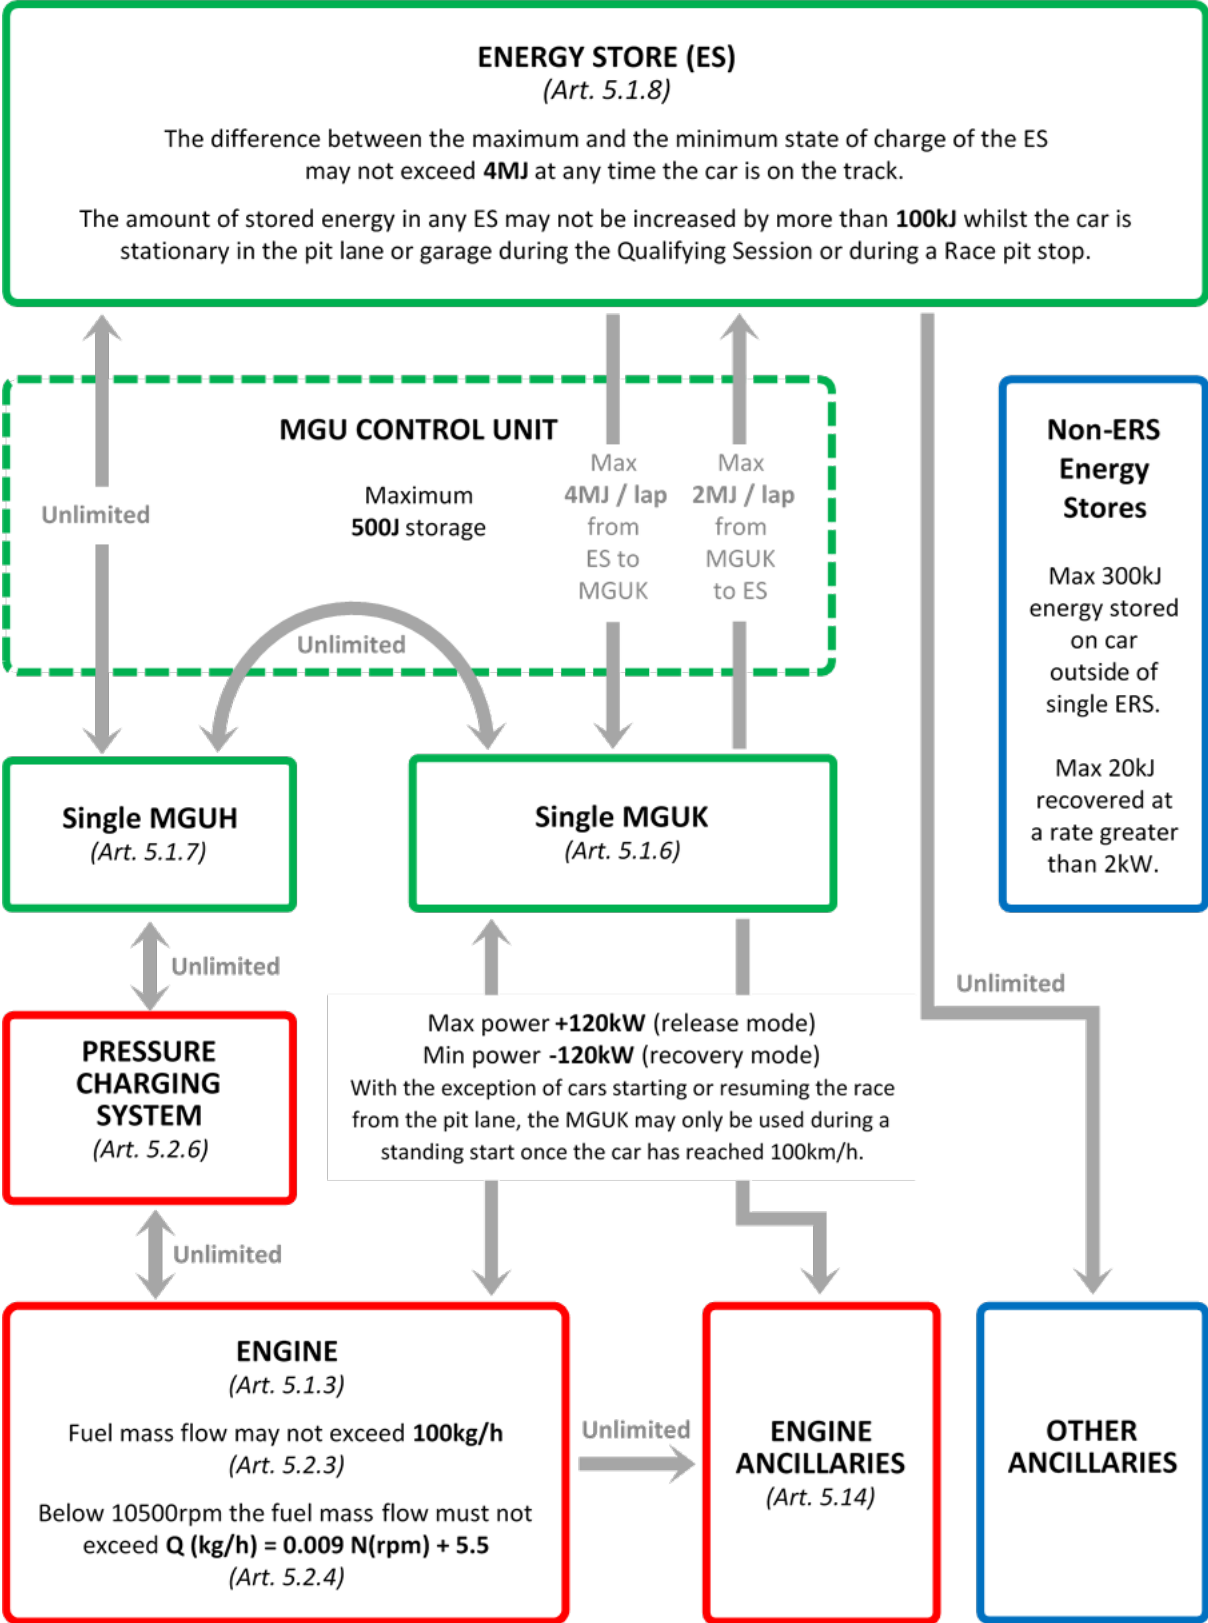 ENERGY STORE (ES)
(Art. 5.1.8)
The difference between the maximum and the minimum state of charge of the ES
may not exceed 4MJ at any time the car is on the track.
The amount of stored energy in any ES may not be increased by more than 100kJ whilst the car is
stationary in the pit lane or garage during the Qualifying Session or during a Race pit stop.
MGU CONTROL UNIT
Maximum
500J storage
Unlimited
Max
4MJ / lap
from
ES to
MGUK
Max
2MJ / lap
from
MGUK
to ES
Unlimited
Non-ERS
Energy
Stores
Max 300kJ
energy stored
on car
outside of
single ERS.
Max 20kJ
recovered at
a rate greater
than 2kW.
Single MGUH
(Art. 5.1.7)
Single MGUK
(Art. 5.1.6)
Unlimited
Unlimited
PRESSURE
CHARGING
SYSTEM
(Art. 5.2.6)
Max power +120kW (release mode)
Min power -120kW (recovery mode)
With the exception of cars starting or resuming the race
from the pit lane, the MGUK may only be used during a
standing start once the car has reached 100km/h.
Unlimited
ENGINE
(Art. 5.1.3)
Fuel mass flow may not exceed 100kg/h
(Art. 5.2.3)
Below 10500rpm the fuel mass flow must not
exceed Q (kg/h) = 0.009 N(rpm) + 5.5
(Art. 5.2.4)
Unlimited
ENGINE
ANCILLARIES
(Art. 5.14)
OTHER
ANCILLARIES